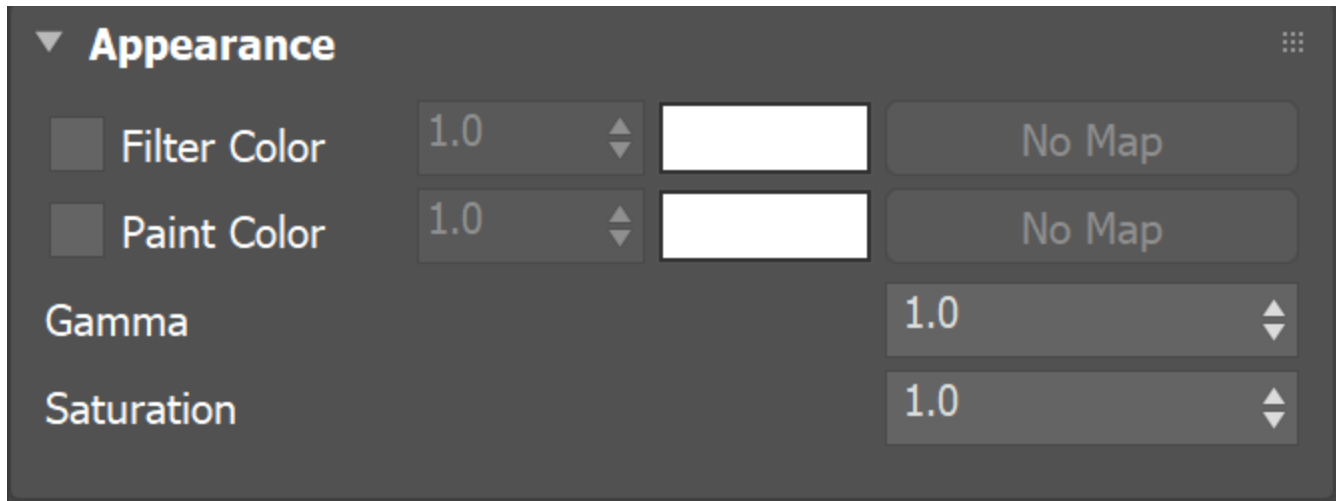 Appearance
Filter Color 1.0 No Map
Paint Color 1.0 No Map
Gamma 1.0
Saturation 1.0